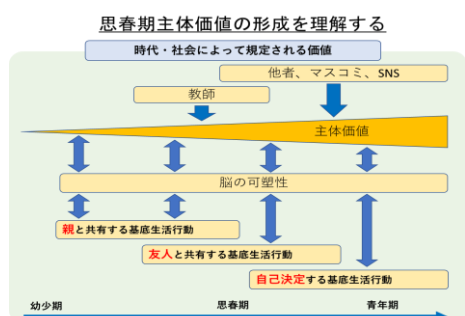 思春期主体価値の形成を理解する
時代・社会によって規定される価値
他者、マスコミ、SNS
教師
主体価値
脳の可塑性
親と共有する基底生活行動
友人と共有する基底生活行動
自己決定する基底生活行動
幼少期 思春期 青年期